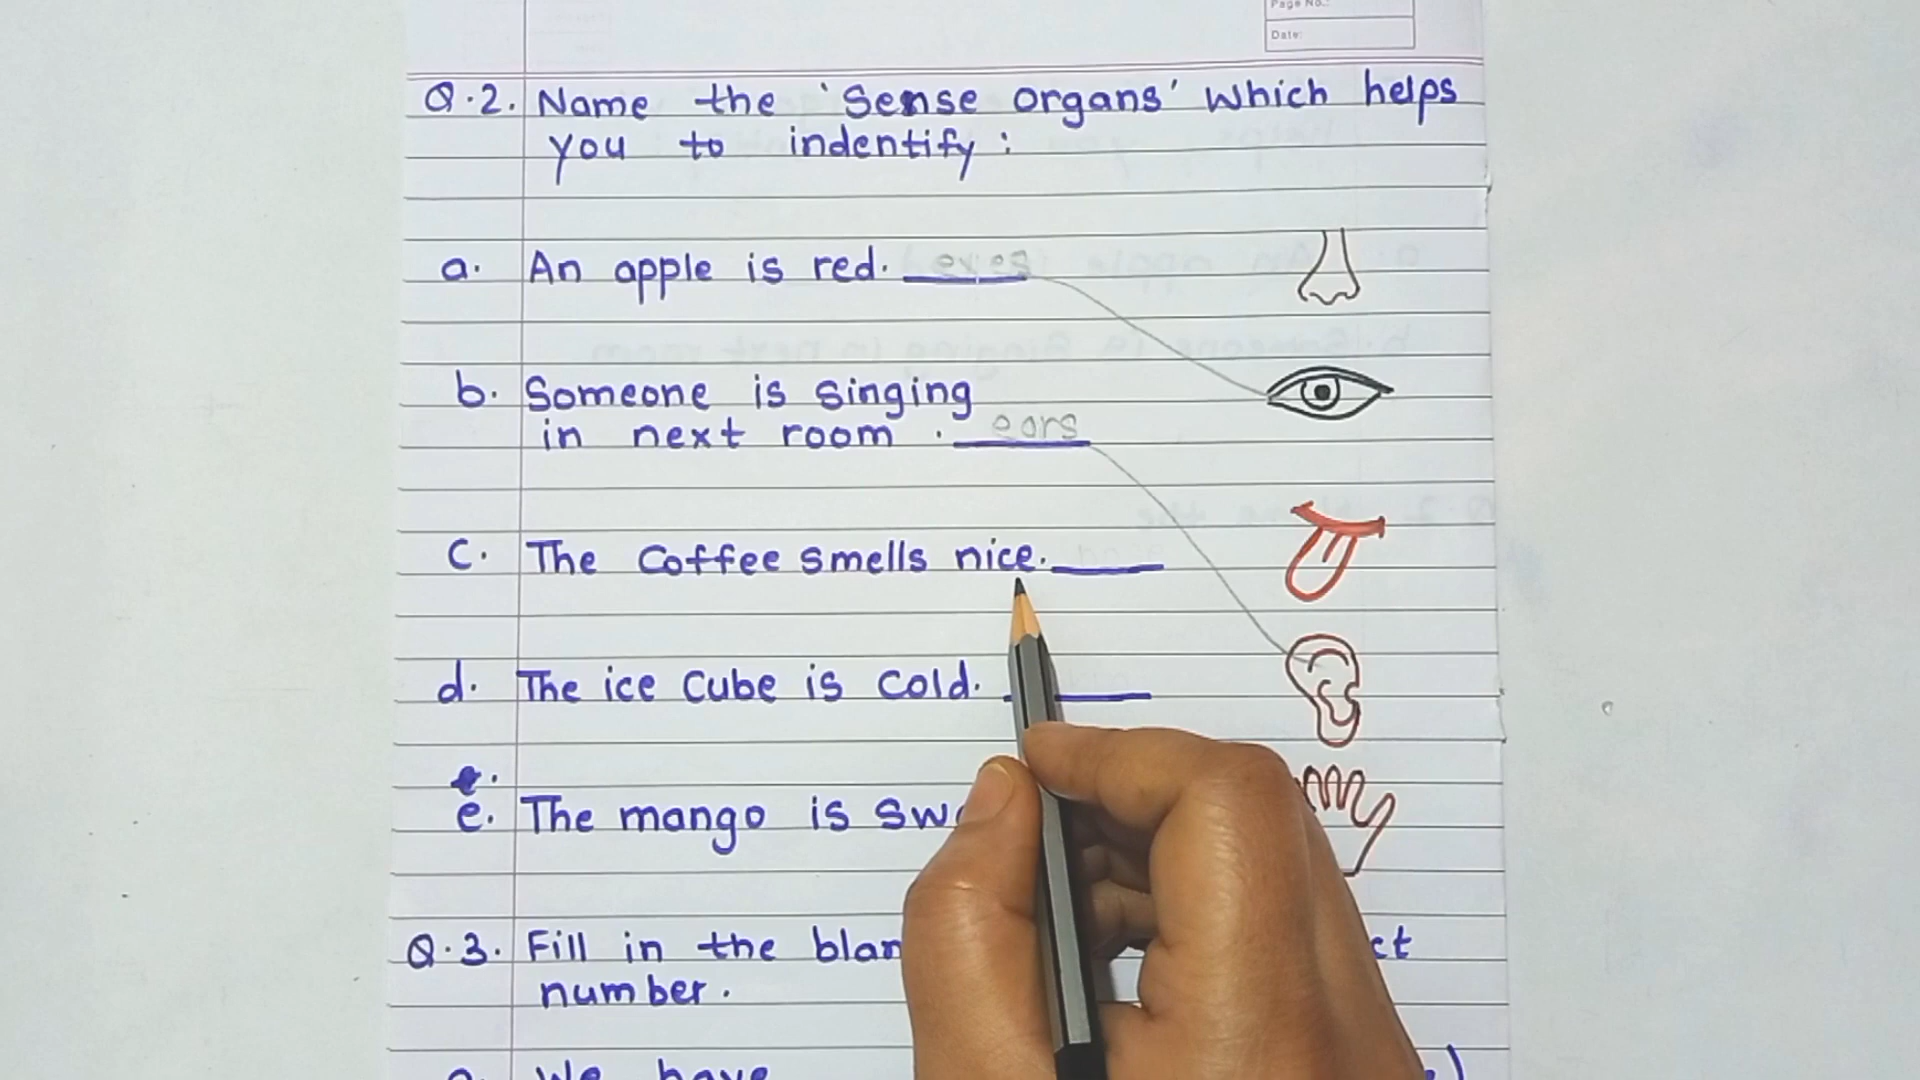 Page No.:
Date:
Q.2. Name the 'Sense organs' which helps
you to indentify:
a. An apple is red. eyes
b. Someone is singing
in next room. ears
c. The Coffee smells nice.
d. The ice Cube is Cold.
e.
e. The mango is sw
Q.3. Fill in the blan ct
number.
We have